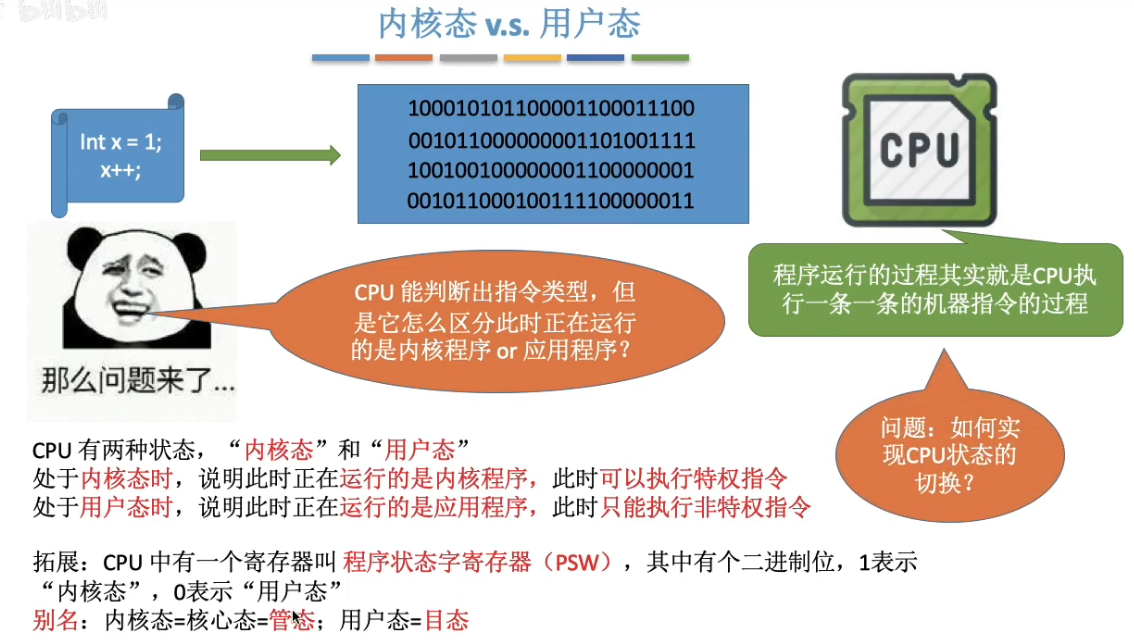 bilibili
内核态 v.s. 用户态
Int x = 1;
x++;
100010101100001100011100
001011000000001101001111
100100100000001100000001
001011000100111100000011
CPU
程序运行的过程其实就是CPU执
行一条一条的机器指令的过程
CPU 能判断出指令类型，但
是它怎么区分此时正在运行
的是内核程序 or 应用程序？
那么问题来了...
问题：如何实
现CPU状态的
切换？
CPU 有两种状态，“内核态”和“用户态”
处于内核态时，说明此时正在运行的是内核程序，此时可以执行特权指令
处于用户态时，说明此时正在运行的是应用程序，此时只能执行非特权指令
拓展：CPU 中有一个寄存器叫 程序状态字寄存器（PSW），其中有个二进制位，1表示
“内核态”，0表示“用户态”
别名：内核态=核心态=管态；用户态=目态